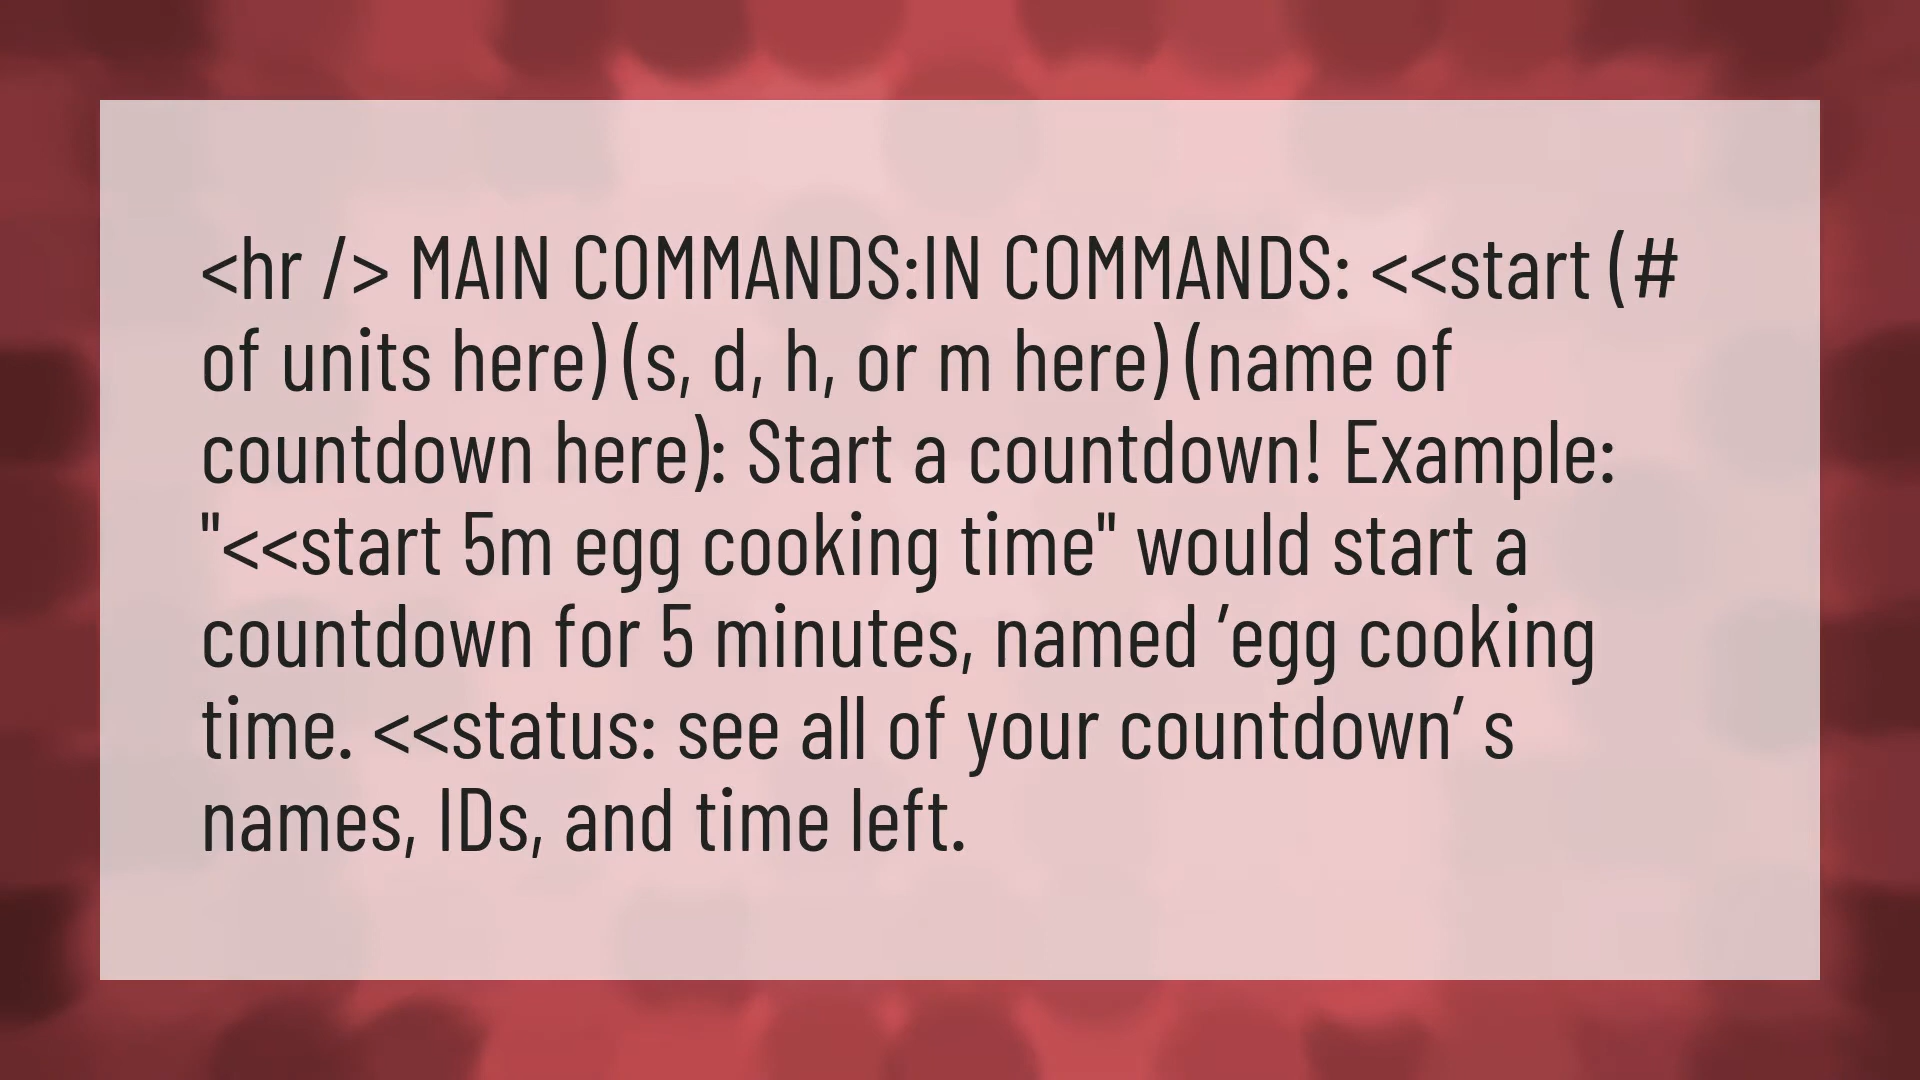 <hr /> MAIN COMMANDS:IN COMMANDS: <<start (#
of units here) (s, d, h, or m here) (name of
countdown here): Start a countdown! Example:
"<<start 5m egg cooking time" would start a
countdown for 5 minutes, named ’egg cooking
time. <<status: see all of your countdown’ s
names, IDs, and time left.